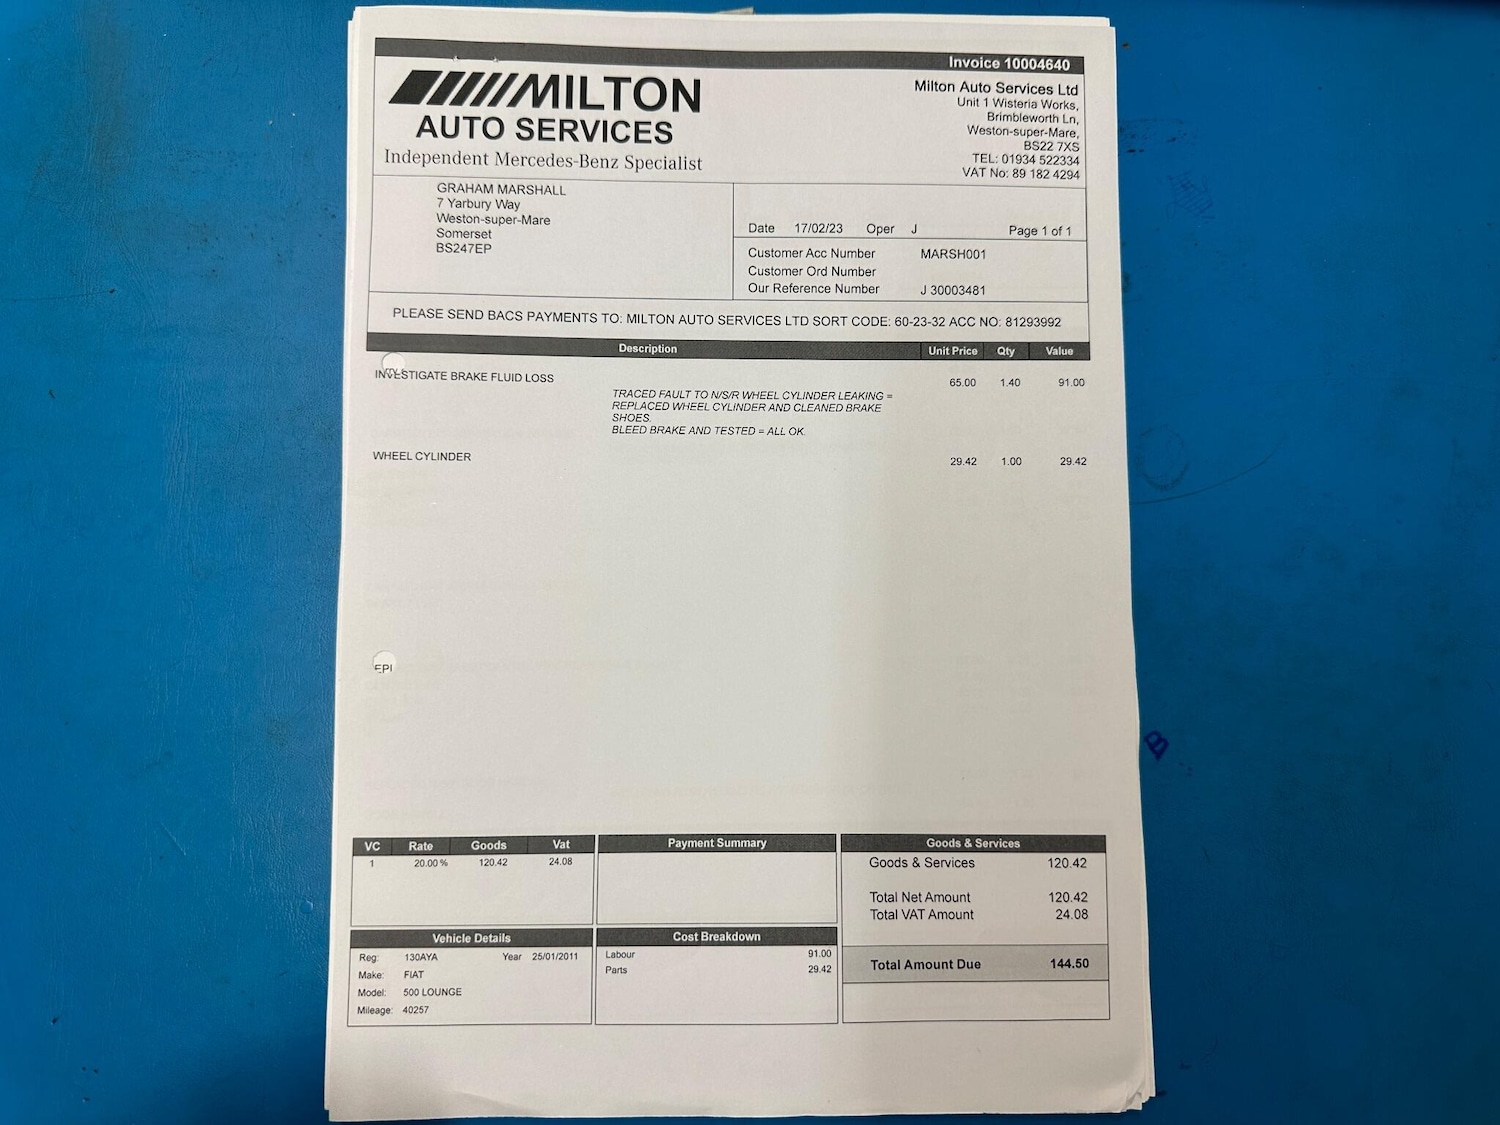 Invoice 10004640
MILTON
AUTO SERVICES
Independent Mercedes-Benz Specialist
Milton Auto Services Ltd
Unit 1 Wisteria Works,
Brimbleworth Ln,
Weston-super-Mare,
BS22 7XS
TEL: 01934 522334
VAT No: 89 182 4294
GRAHAM MARSHALL
7 Yarbury Way
Weston-super-Mare
Somerset
BS247EP
Date 17/02/23 Oper J Page 1 of 1
Customer Acc Number MARSH001
Customer Ord Number
Our Reference Number J 30003481
PLEASE SEND BACS PAYMENTS TO: MILTON AUTO SERVICES LTD SORT CODE: 60-23-32 ACC NO: 81293992
Description Unit Price Qty Value
INVESTIGATE BRAKE FLUID LOSS 65.00 1.40 91.00
TRACED FAULT TO N/S/R WHEEL CYLINDER LEAKING =
REPLACED WHEEL CYLINDER AND CLEANED BRAKE
SHOES.
BLEED BRAKE AND TESTED = ALL OK.
WHEEL CYLINDER 29.42 1.00 29.42
EPI
VC Rate Goods Vat
1 20.00 % 120.42 24.08
Payment Summary
Goods & Services
Goods & Services 120.42
Total Net Amount 120.42
Total VAT Amount 24.08
Total Amount Due 144.50
Vehicle Details
Reg: 130AYA Year 25/01/2011
Make: FIAT
Model: 500 LOUNGE
Mileage: 40257
Cost Breakdown
Labour 91.00
Parts 29.42
B